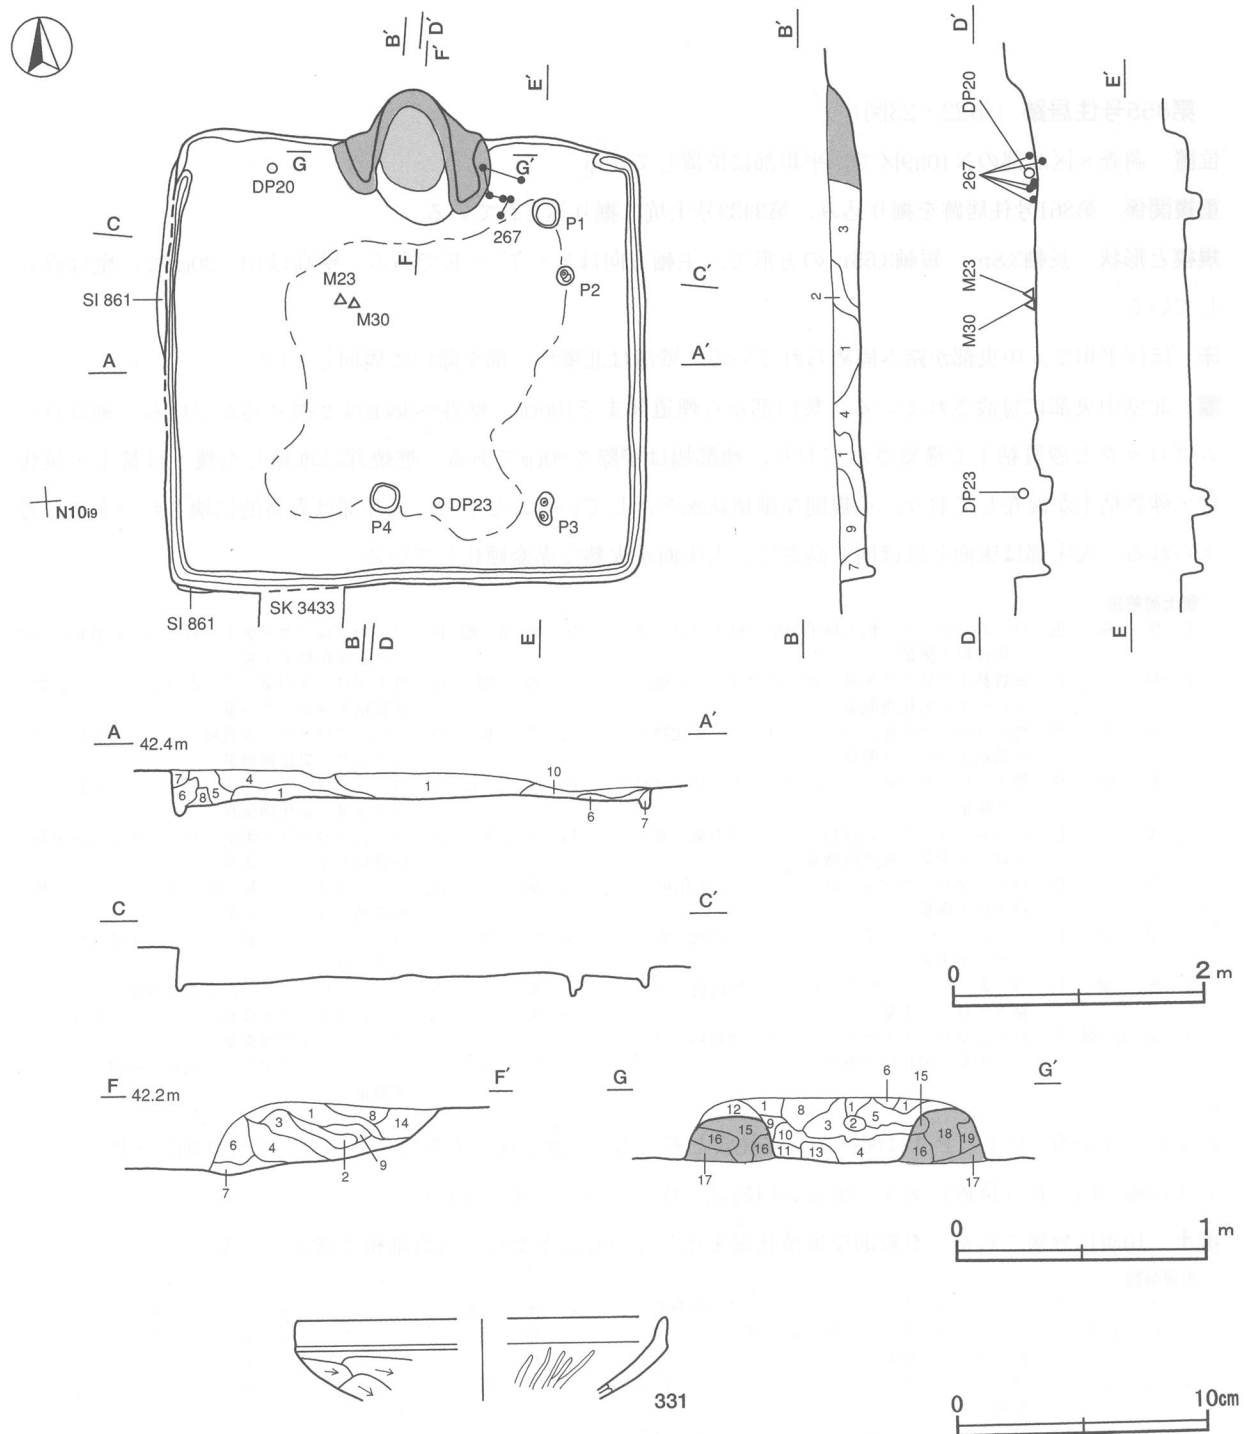 B´
D´
F´
E´
G
G´
DP20
267
P1
P2
C
C´
F
M23
M30
SI 861
A
A´
N10i9
P4
DP23
P3
SK 3433
SI 861
B
D
E
B´
3
2
1
4
9
7
B
D´
DP20
267
M23
M30
DP23
D
E´
E
A 42.4m
A´
7 4 10
6 8 5 1 1
6 7
C
C´
0 2 m
F 42.2m
F´
1 8 14
3
6 4 9
2
7
G
G´
6 15
12 1 8 1 5 1
15 9 3 2 18
16 16 10 16 19
11 13 4
17 17
0 1 m
331
0 10cm